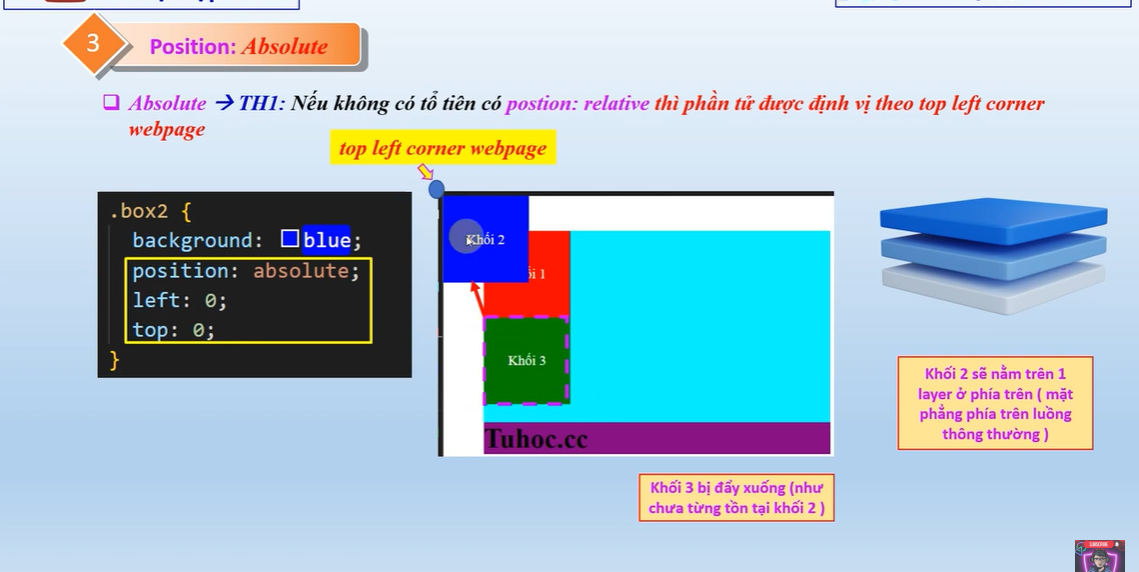 3
Position: Absolute
Absolute → TH1: Nếu không có tổ tiên có postion: relative thì phần tử được định vị theo top left corner
webpage
top left corner webpage
.box2 {
background: blue;
position: absolute;
left: 0;
top: 0;
}
Khối 2
ối 1
Khối 3
Tuhoc.cc
Khối 2 sẽ nằm trên 1
layer ở phía trên ( mặt
phẳng phía trên luồng
thông thường )
Khối 3 bị đẩy xuống (như
chưa từng tồn tại khối 2 )
SUBSCRIBE